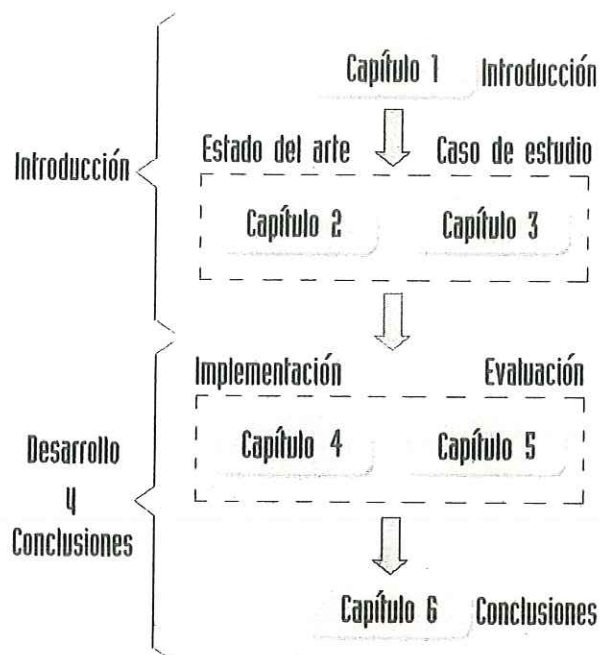 Capítulo 1 Introducción
Estado del arte Caso de estudio
Introducción
Capítulo 2 Capítulo 3
Implementación Evaluación
Capítulo 4 Capítulo 5
Desarrollo
y
Conclusiones
Capítulo 6 Conclusiones